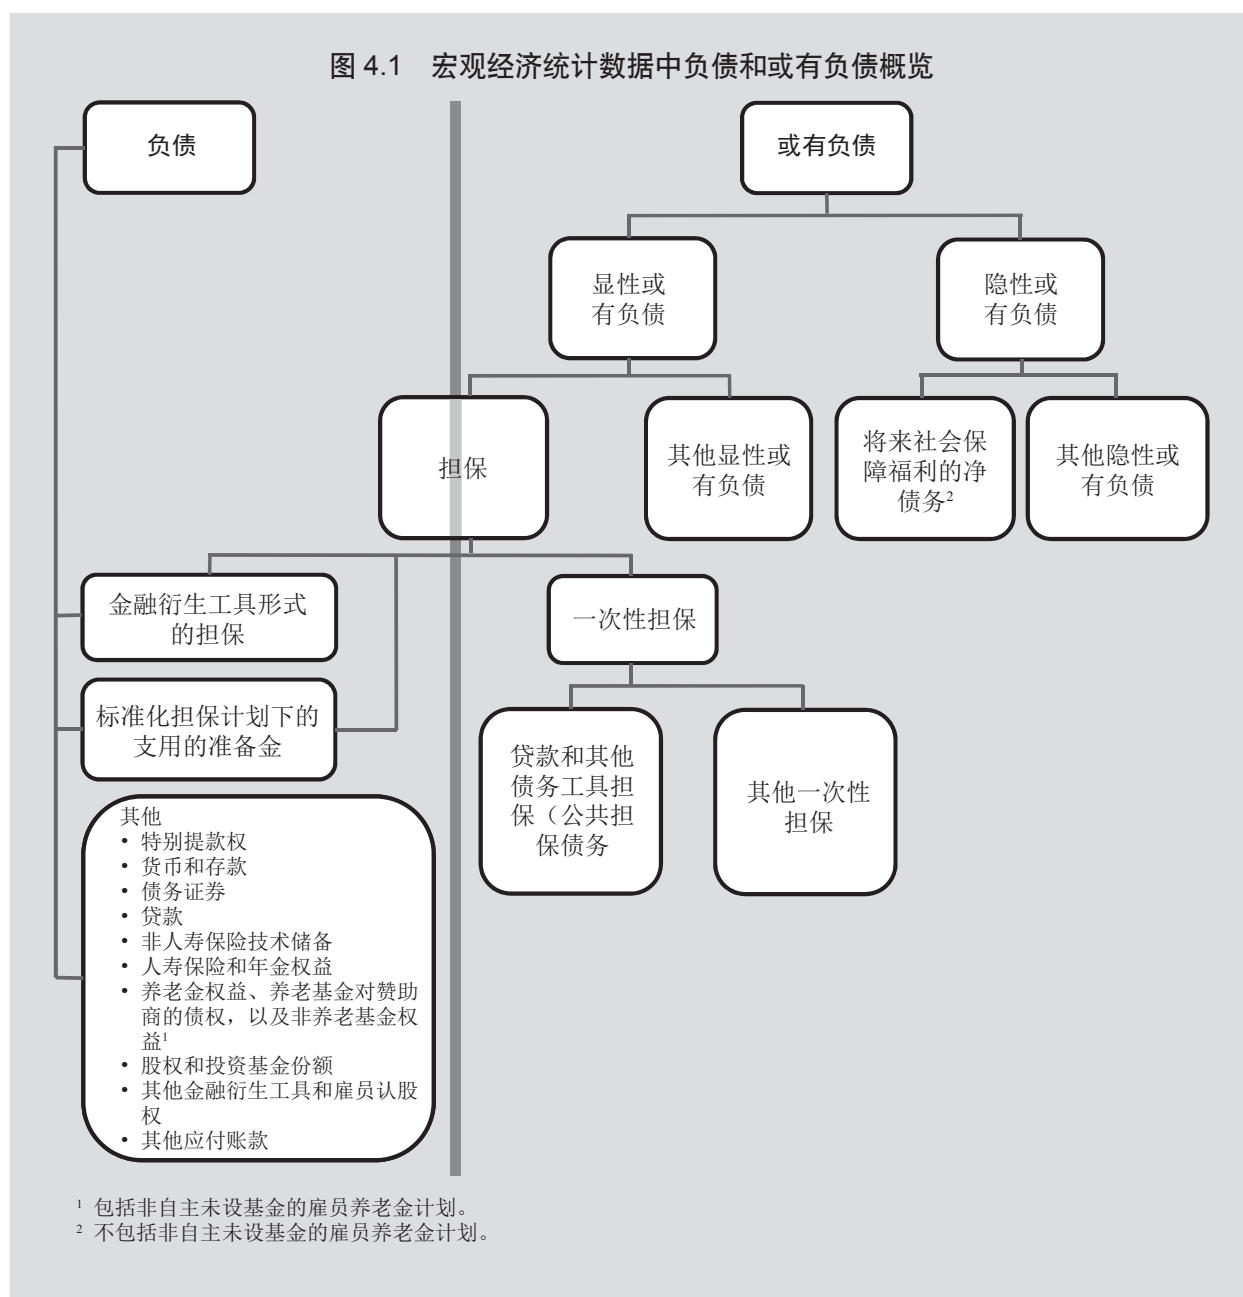 图 4.1 宏观经济统计数据中负债和或有负债概览
负债
或有负债
显性或
有负债
隐性或
有负债
担保
其他显性或
有负债
将来社会保
障福利的净
债务²
其他隐性或
有负债
金融衍生工具形式
的担保
一次性担保
标准化担保计划下的
支用的准备金
贷款和其他
债务工具担
保（公共担
保债务
其他一次性
担保
其他
• 特别提款权
• 货币和存款
• 债务证券
• 贷款
• 非人寿保险技术储备
• 人寿保险和年金权益
• 养老金权益、养老基金对赞助
商的债权，以及非养老基金权
益¹
• 股权和投资基金份额
• 其他金融衍生工具和雇员认股
权
• 其他应付账款
¹ 包括非自主未设基金的雇员养老金计划。
² 不包括非自主未设基金的雇员养老金计划。